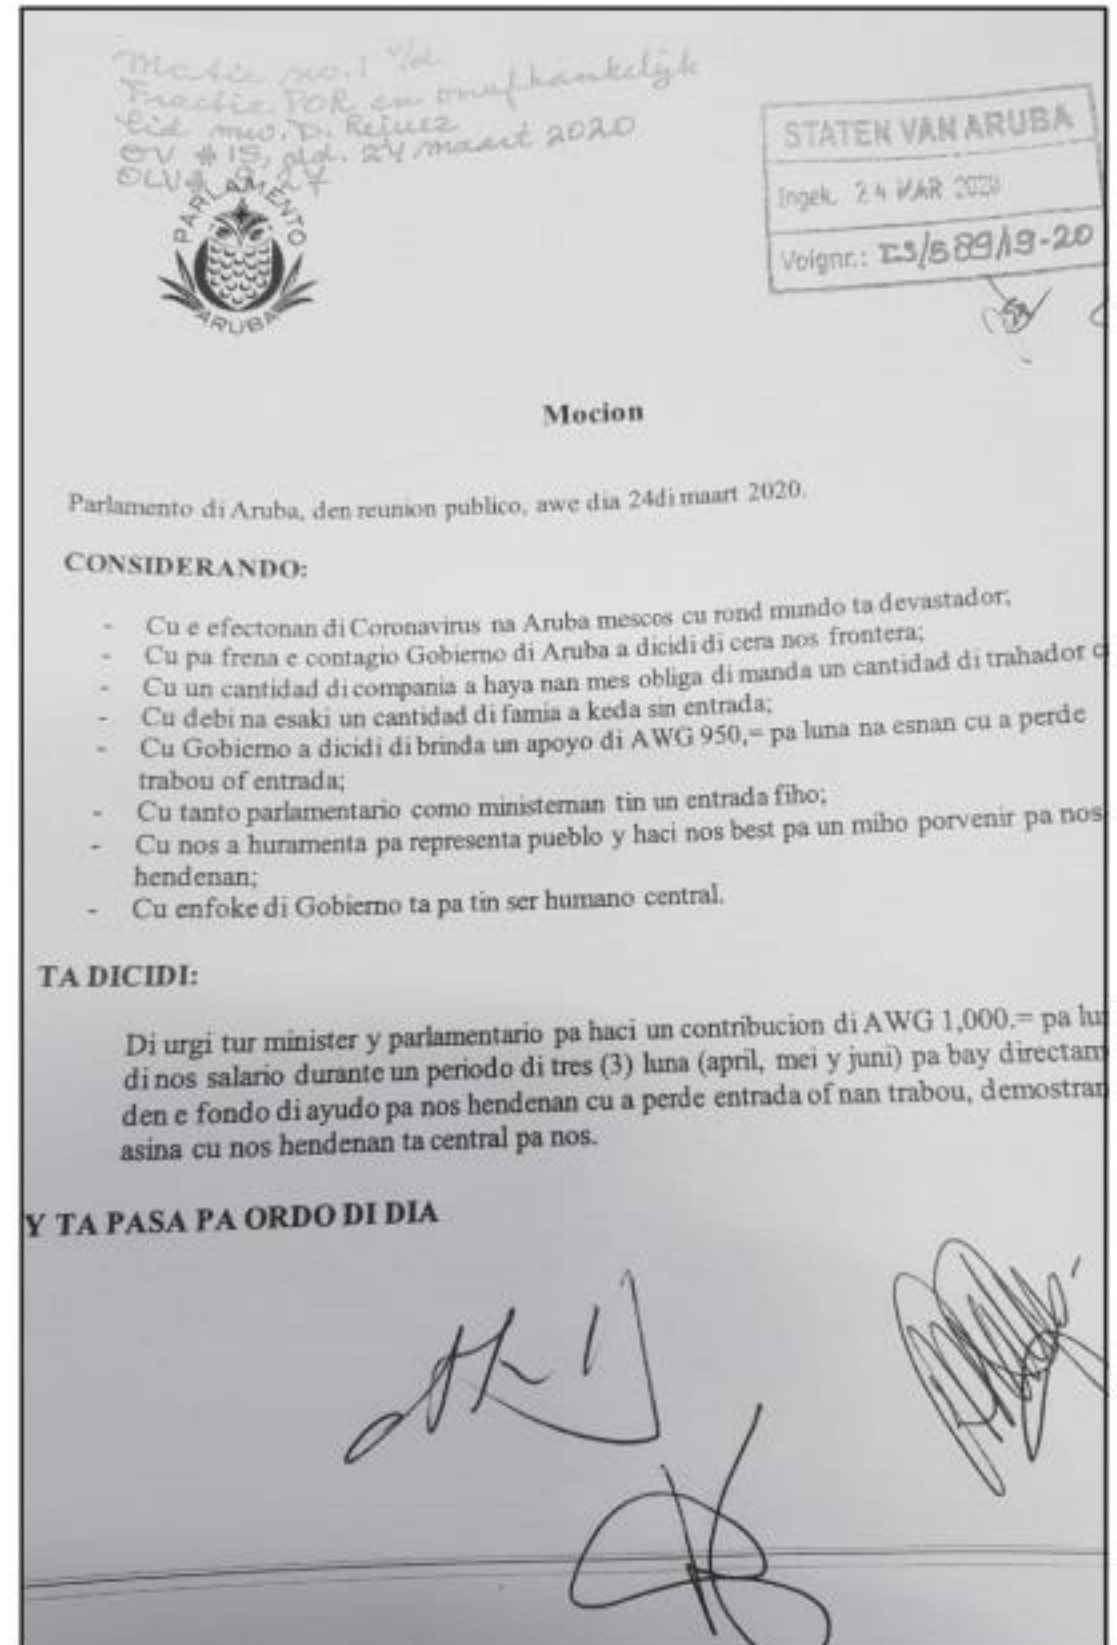 Motie no. 1 v/d
Fractie POR en onafhankelijk
lid mw. D. Reiuez
OV #15, dd. 24 maart 2020
OLV# 9:27
PARLAMENTO
ARUBA
STATEN VAN ARUBA
Ingek. 24 MAR 2020
Volgnr.: IS/589/19-20
Mocion
Parlamento di Aruba, den reunion publico, awe dia 24di maart 2020.
CONSIDERANDO:
- Cu e efectonan di Coronavirus na Aruba mescos cu rond mundo ta devastador;
- Cu pa frena e contagio Gobierno di Aruba a dicidi di cera nos frontera;
- Cu un cantidad di compania a haya nan mes obliga di manda un cantidad di trahador
- Cu debi na esaki un cantidad di famia a keda sin entrada;
- Cu Gobierno a dicidi di brinda un apoyo di AWG 950,= pa luna na esnan cu a perde
trabou of entrada;
- Cu tanto parlamentario como ministernan tin un entrada fiho;
- Cu nos a huramenta pa representa pueblo y haci nos best pa un miho porvenir pa nos
hendenan;
- Cu enfoke di Gobierno ta pa tin ser humano central.
TA DICIDI:
Di urgi tur minister y parlamentario pa haci un contribucion di AWG 1,000.= pa lu
di nos salario durante un periodo di tres (3) luna (april, mei y juni) pa bay directam
den e fondo di ayudo pa nos hendenan cu a perde entrada of nan trabou, demostran
asina cu nos hendenan ta central pa nos.
Y TA PASA PA ORDO DI DIA